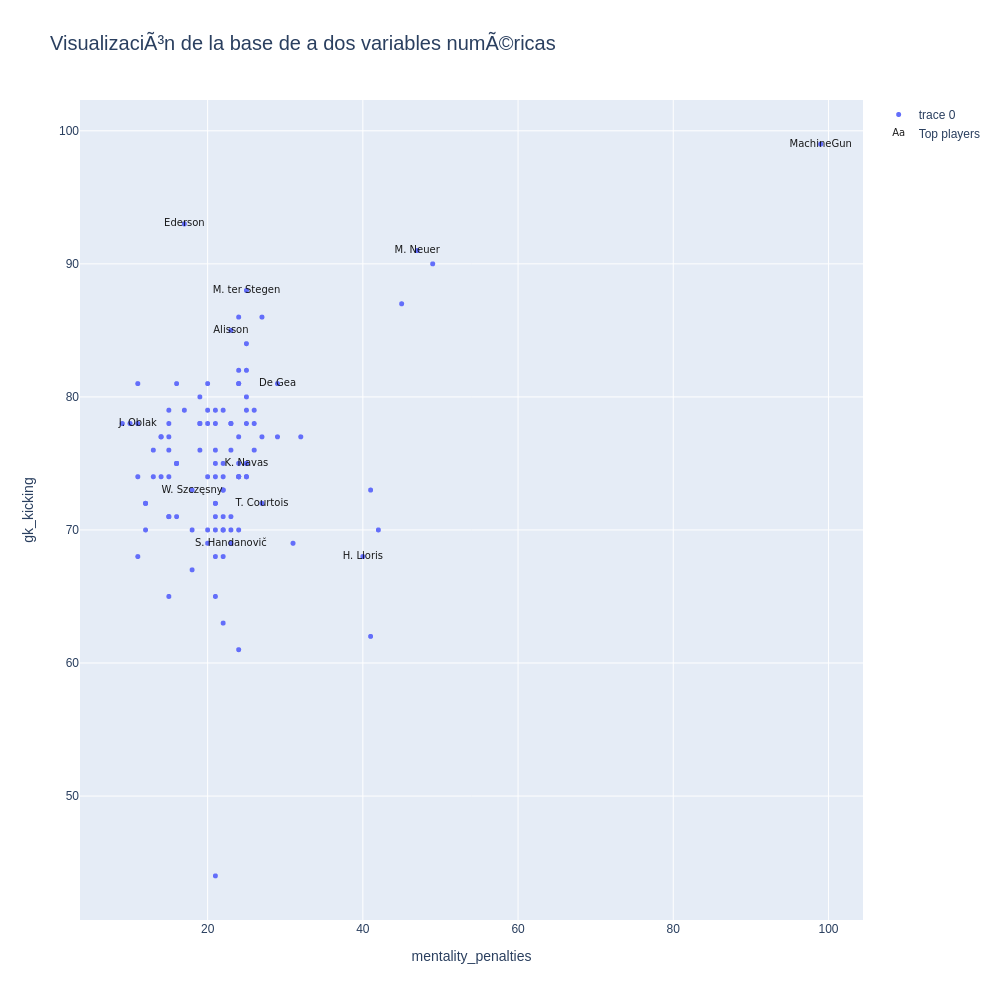 VisualizaciÃ³n de la base de a dos variables numÃ©ricas
trace 0
Aa Top players
100
90
80
70
60
50
gk_kicking
MachineGun
Ederson
M. Neuer
M. ter Stegen
Alisson
De Gea
J. Oblak
K. Navas
W. Szczęsny
T. Courtois
S. Handanovič
H. Lloris
20 40 60 80 100
mentality_penalties